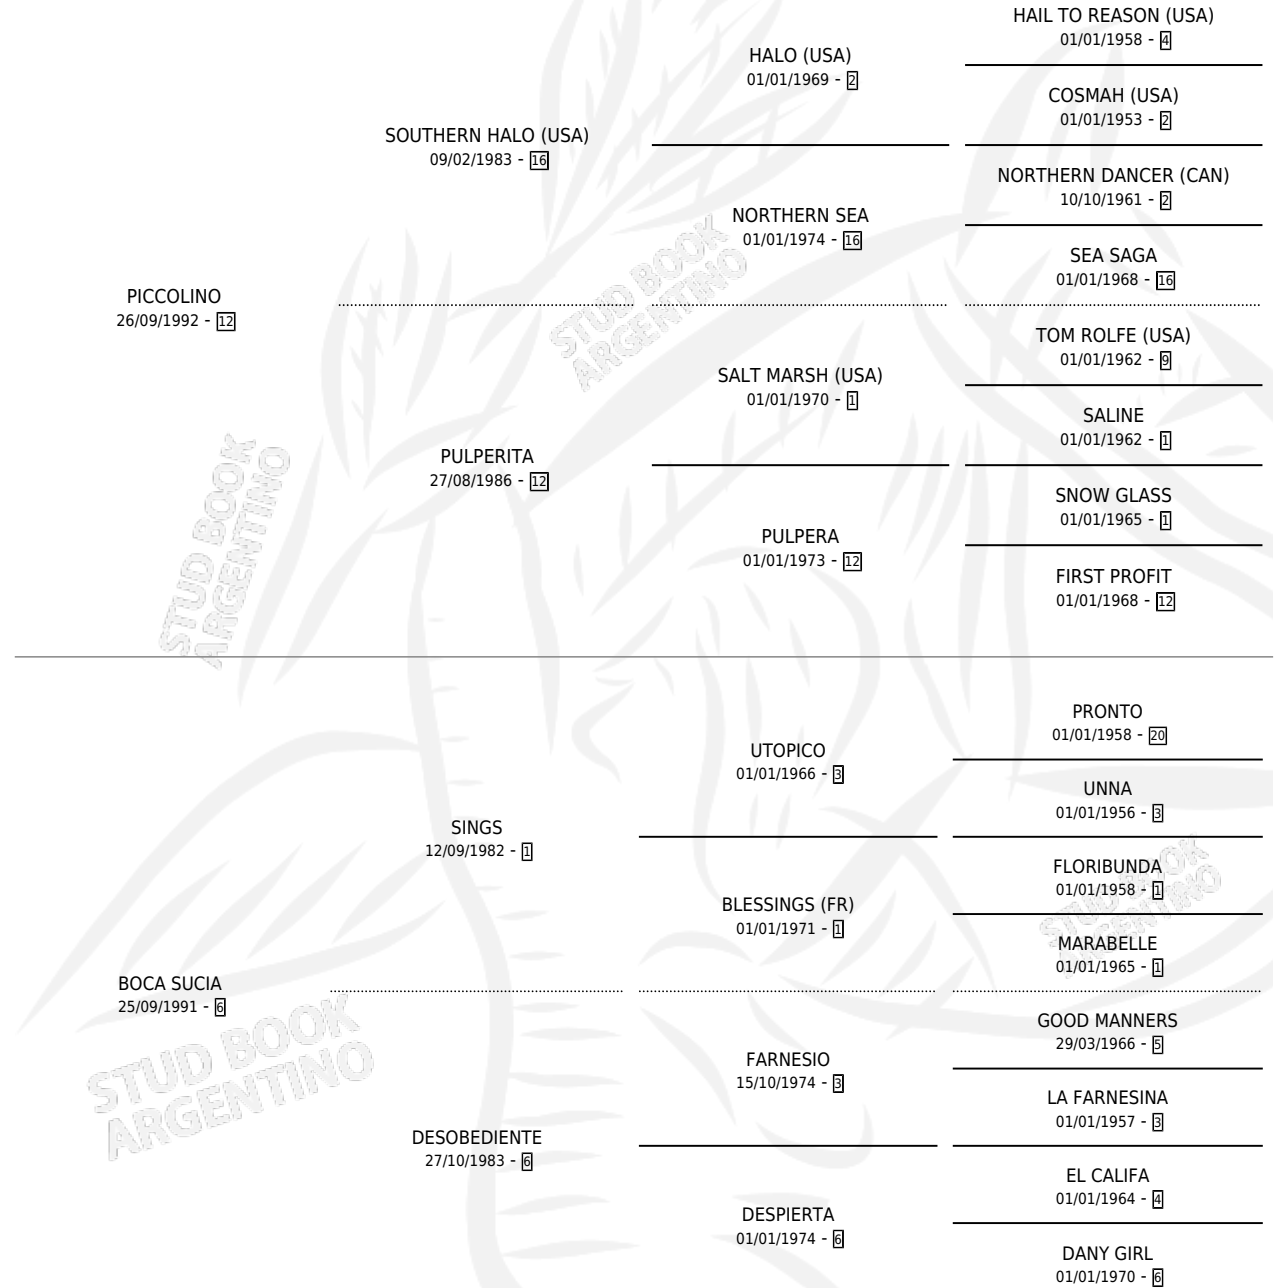 HAIL TO REASON (USA)
01/01/1958 - 4
HALO (USA)
01/01/1969 - 2
COSMAH (USA)
01/01/1953 - 2
SOUTHERN HALO (USA)
09/02/1983 - 16
NORTHERN DANCER (CAN)
10/10/1961 - 2
NORTHERN SEA
01/01/1974 - 16
SEA SAGA
01/01/1968 - 16
PICCOLINO
26/09/1992 - 12
TOM ROLFE (USA)
01/01/1962 - 9
SALT MARSH (USA)
01/01/1970 - 1
SALINE
01/01/1962 - 1
PULPERITA
27/08/1986 - 12
SNOW GLASS
01/01/1965 - 1
PULPERA
01/01/1973 - 12
FIRST PROFIT
01/01/1968 - 12
PRONTO
01/01/1958 - 20
UTOPICO
01/01/1966 - 3
UNNA
01/01/1956 - 3
SINGS
12/09/1982 - 1
FLORIBUNDA
01/01/1958 - 1
BLESSINGS (FR)
01/01/1971 - 1
MARABELLE
01/01/1965 - 1
BOCA SUCIA
25/09/1991 - 6
GOOD MANNERS
29/03/1966 - 5
FARNESIO
15/10/1974 - 3
LA FARNESINA
01/01/1957 - 3
DESOBEDIENTE
27/10/1983 - 6
EL CALIFA
01/01/1964 - 4
DESPIERTA
01/01/1974 - 6
DANY GIRL
01/01/1970 - 6
STUD BOOK
ARGENTINO
STUD BOOK
ARGENTINO
STUD BOOK
ARGENTINO
STUD BOOK
ARGENTINO